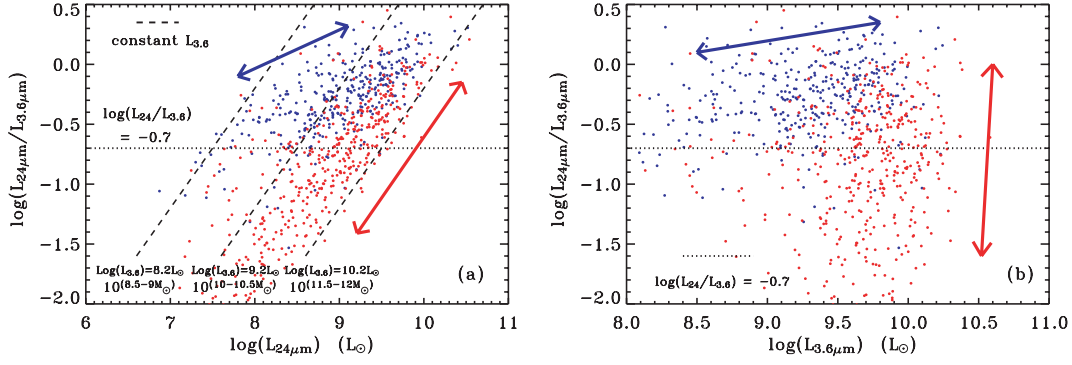 0.5
0.0
−0.5
−1.0
−1.5
−2.0
log(L24μm/L3.6μm)
constant L3.6
log(L24/L3.6)
= −0.7
Log(L3.6)=8.2L⊙ Log(L3.6)=9.2L⊙ Log(L3.6)=10.2L⊙
10(8.5−9M⊙) 10(10−10.5M⊙) 10(11.5−12M⊙)
(a)
6 7 8 9 10 11
log(L24μm) (L⊙)
0.5
0.0
−0.5
−1.0
−1.5
−2.0
log(L24μm/L3.6μm)
log(L24/L3.6) = −0.7
(b)
8.0 8.5 9.0 9.5 10.0 10.5 11.0
log(L3.6μm) (L⊙)